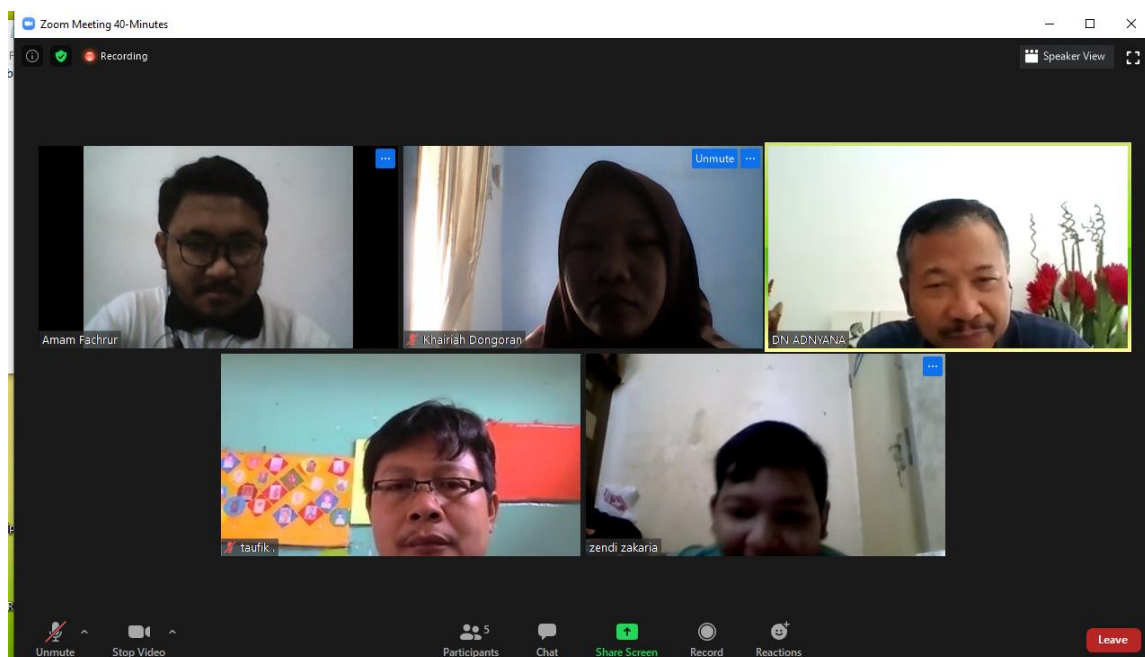 Zoom Meeting 40-Minutes
Recording
Speaker View
Unmute
Amam Fachrur
Khairiah Dongoran
DN ADNYANA
taufik .
zendi zakaria
Unmute
Stop Video
Participants
5
Chat
Share Screen
Record
Reactions
Leave